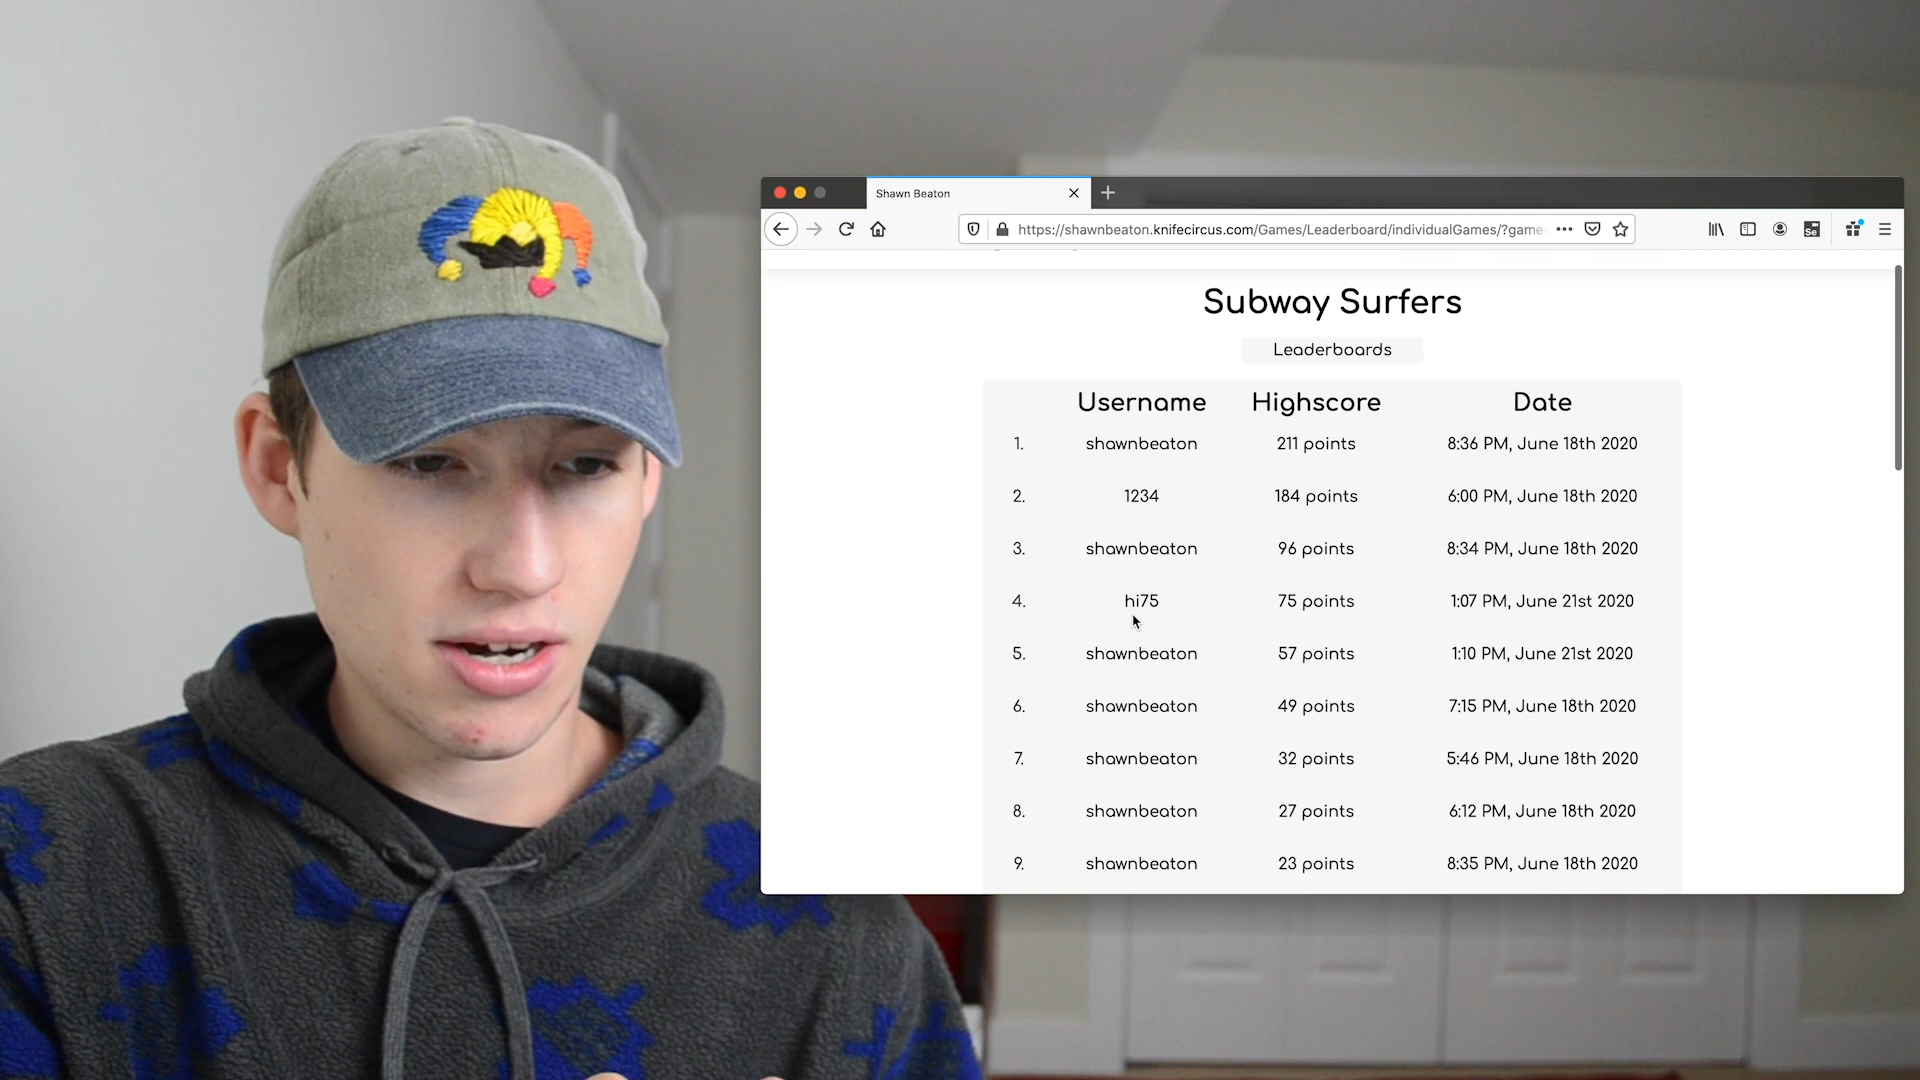 Shawn Beaton
https://shawnbeaton.knifecircus.com/Games/Leaderboard/individualGames/?game
Se
Subway Surfers
Leaderboards
Username Highscore Date
1. shawnbeaton 211 points 8:36 PM, June 18th 2020
2. 1234 184 points 6:00 PM, June 18th 2020
3. shawnbeaton 96 points 8:34 PM, June 18th 2020
4. hi75 75 points 1:07 PM, June 21st 2020
5. shawnbeaton 57 points 1:10 PM, June 21st 2020
6. shawnbeaton 49 points 7:15 PM, June 18th 2020
7. shawnbeaton 32 points 5:46 PM, June 18th 2020
8. shawnbeaton 27 points 6:12 PM, June 18th 2020
9. shawnbeaton 23 points 8:35 PM, June 18th 2020